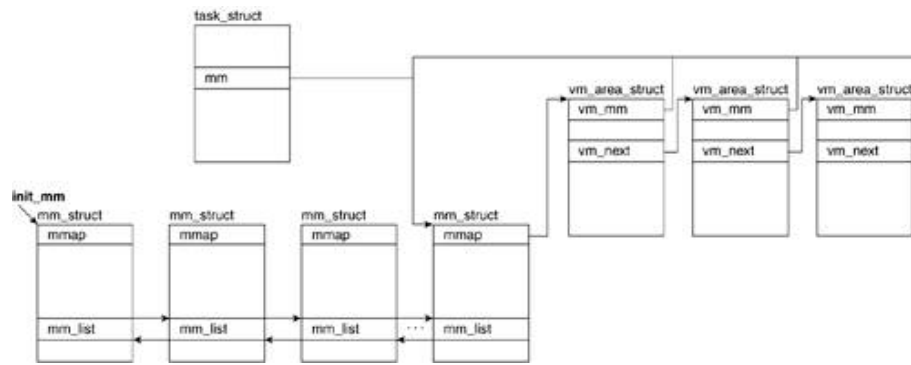 task_struct
mm
vm_area_struct vm_area_struct vm_area_struct
vm_mm vm_mm vm_mm
vm_next vm_next vm_next
init_mm
mm_struct mm_struct mm_struct mm_struct
mmap mmap mmap mmap
mm_list mm_list mm_list ... mm_list